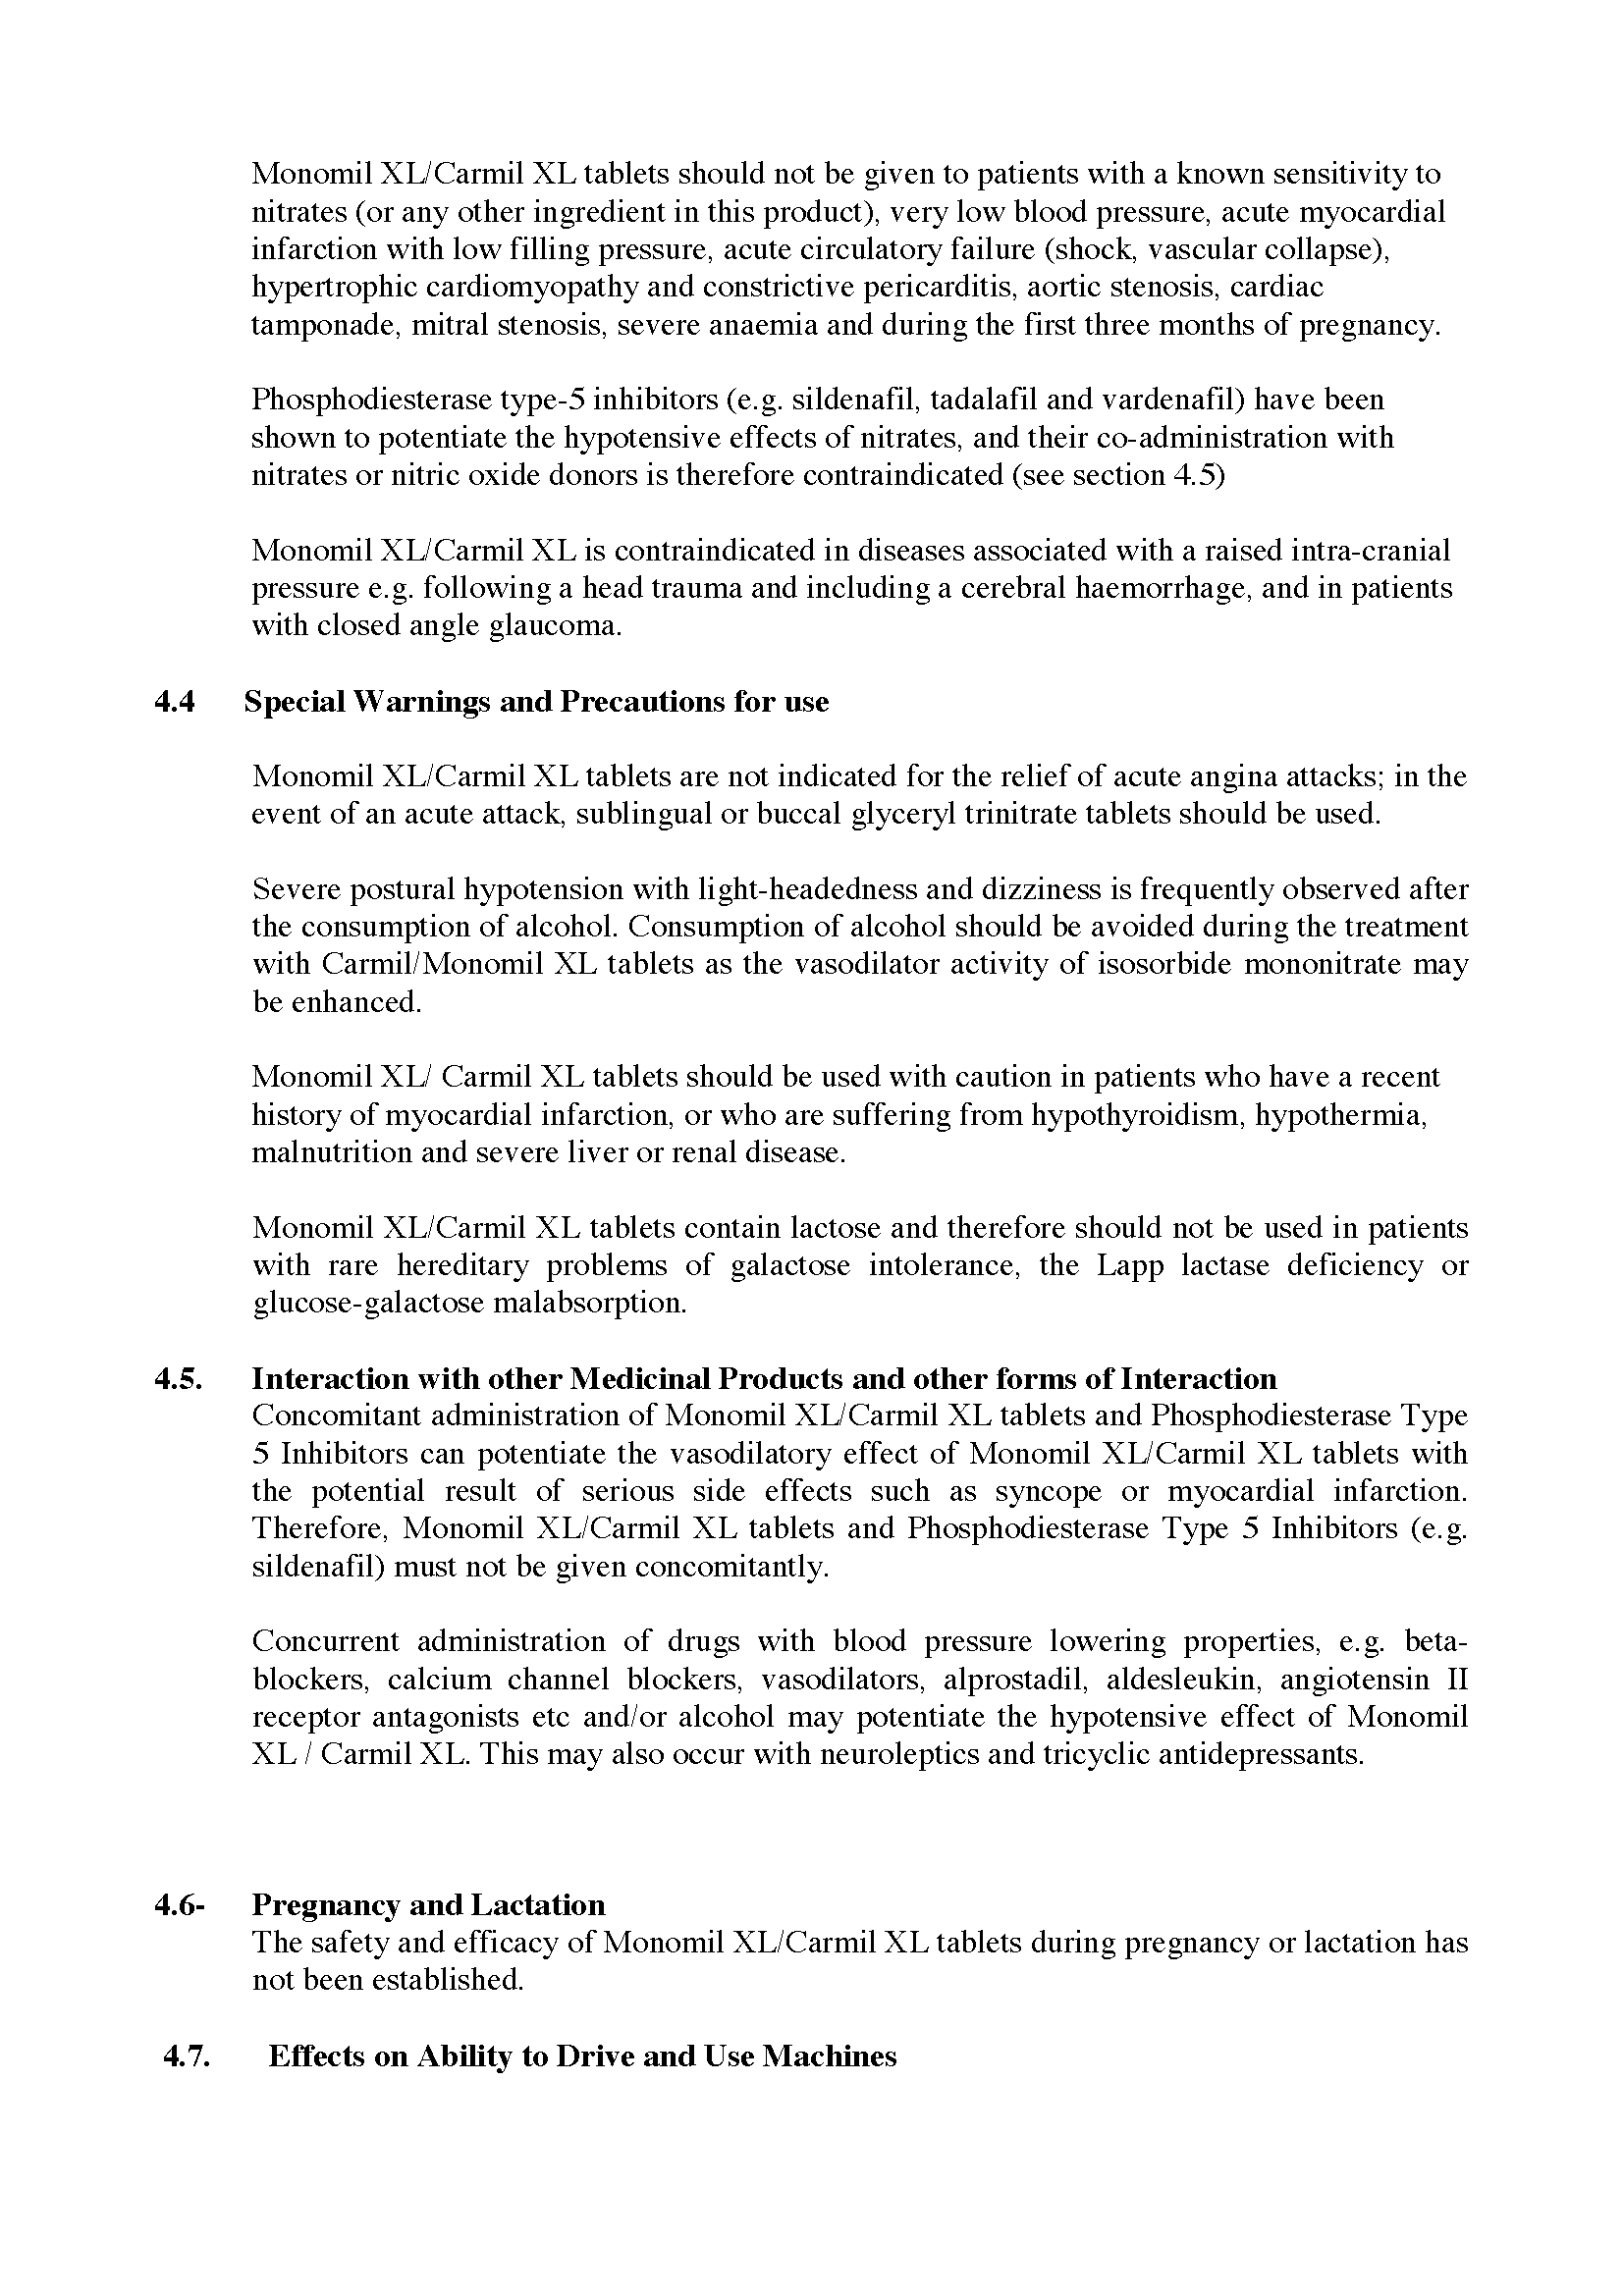 Monomil XL/Carmil XL tablets should not be given to patients with a known sensitivity to
nitrates (or any other ingredient in this product), very low blood pressure, acute myocardial
infarction with low filling pressure, acute circulatory failure (shock, vascular collapse),
hypertrophic cardiomyopathy and constrictive pericarditis, aortic stenosis, cardiac
tamponade, mitral stenosis, severe anaemia and during the first three months of pregnancy.
Phosphodiesterase type-5 inhibitors (e.g. sildenafil, tadalafil and vardenafil) have been
shown to potentiate the hypotensive effects of nitrates, and their co-administration with
nitrates or nitric oxide donors is therefore contraindicated (see section 4.5)
Monomil XL/Carmil XL is contraindicated in diseases associated with a raised intra-cranial
pressure e.g. following a head trauma and including a cerebral haemorrhage, and in patients
with closed angle glaucoma.
4.4 Special Warnings and Precautions for use
Monomil XL/Carmil XL tablets are not indicated for the relief of acute angina attacks; in the
event of an acute attack, sublingual or buccal glyceryl trinitrate tablets should be used.
Severe postural hypotension with light-headedness and dizziness is frequently observed after
the consumption of alcohol. Consumption of alcohol should be avoided during the treatment
with Carmil/Monomil XL tablets as the vasodilator activity of isosorbide mononitrate may
be enhanced.
Monomil XL/ Carmil XL tablets should be used with caution in patients who have a recent
history of myocardial infarction, or who are suffering from hypothyroidism, hypothermia,
malnutrition and severe liver or renal disease.
Monomil XL/Carmil XL tablets contain lactose and therefore should not be used in patients
with rare hereditary problems of galactose intolerance, the Lapp lactase deficiency or
glucose-galactose malabsorption.
4.5. Interaction with other Medicinal Products and other forms of Interaction
Concomitant administration of Monomil XL/Carmil XL tablets and Phosphodiesterase Type
5 Inhibitors can potentiate the vasodilatory effect of Monomil XL/Carmil XL tablets with
the potential result of serious side effects such as syncope or myocardial infarction.
Therefore, Monomil XL/Carmil XL tablets and Phosphodiesterase Type 5 Inhibitors (e.g.
sildenafil) must not be given concomitantly.
Concurrent administration of drugs with blood pressure lowering properties, e.g. beta-
blockers, calcium channel blockers, vasodilators, alprostadil, aldesleukin, angiotensin II
receptor antagonists etc and/or alcohol may potentiate the hypotensive effect of Monomil
XL / Carmil XL. This may also occur with neuroleptics and tricyclic antidepressants.
4.6- Pregnancy and Lactation
The safety and efficacy of Monomil XL/Carmil XL tablets during pregnancy or lactation has
not been established.
4.7. Effects on Ability to Drive and Use Machines